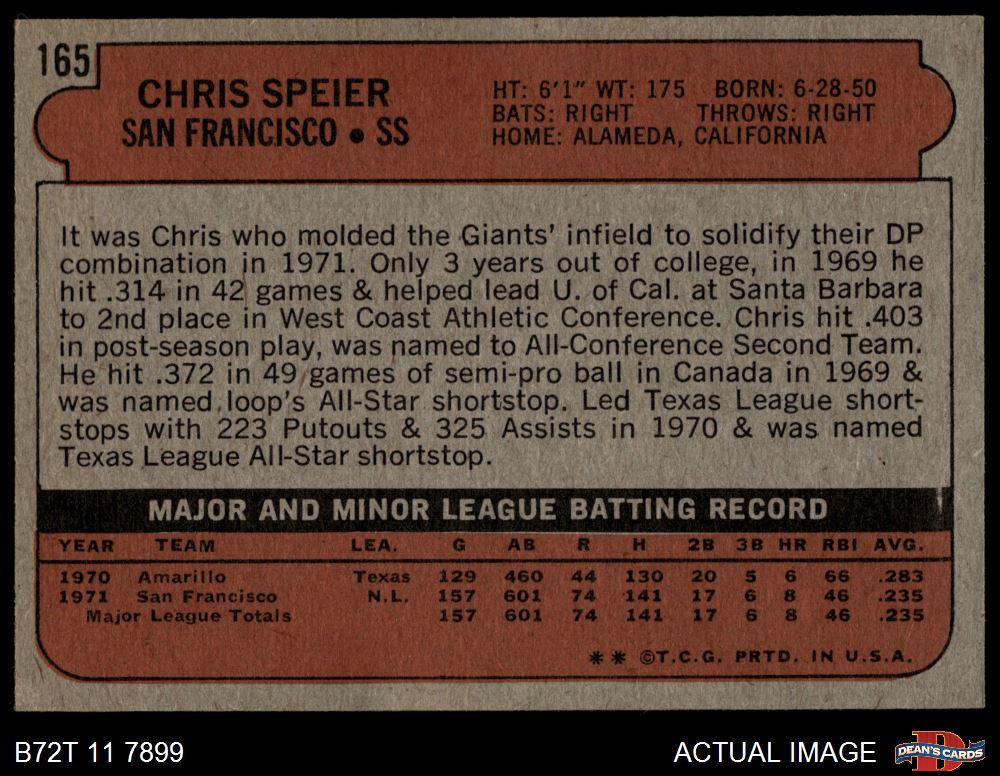 165
CHRIS SPEIER
SAN FRANCISCO • SS
HT: 6'1" WT: 175 BORN: 6-28-50
BATS: RIGHT THROWS: RIGHT
HOME: ALAMEDA, CALIFORNIA
It was Chris who molded the Giants' infield to solidify their DP
combination in 1971. Only 3 years out of college, in 1969 he
hit .314 in 42 games & helped lead U. of Cal. at Santa Barbara
to 2nd place in West Coast Athletic Conference. Chris hit .403
in post-season play, was named to All-Conference Second Team.
He hit .372 in 49 games of semi-pro ball in Canada in 1969 &
was named loop's All-Star shortstop. Led Texas League short-
stops with 223 Putouts & 325 Assists in 1970 & was named
Texas League All-Star shortstop.
MAJOR AND MINOR LEAGUE BATTING RECORD
YEAR TEAM LEA. G AB R H 2B 3B HR RBI AVG.
1970 Amarillo Texas 129 460 44 130 20 5 6 66 .283
1971 San Francisco N.L. 157 601 74 141 17 6 8 46 .235
Major League Totals 157 601 74 141 17 6 8 46 .235
** ©T.C.G. PRTD. IN U.S.A.
B72T 11 7899
ACTUAL IMAGE
D
DEAN'S CARDS